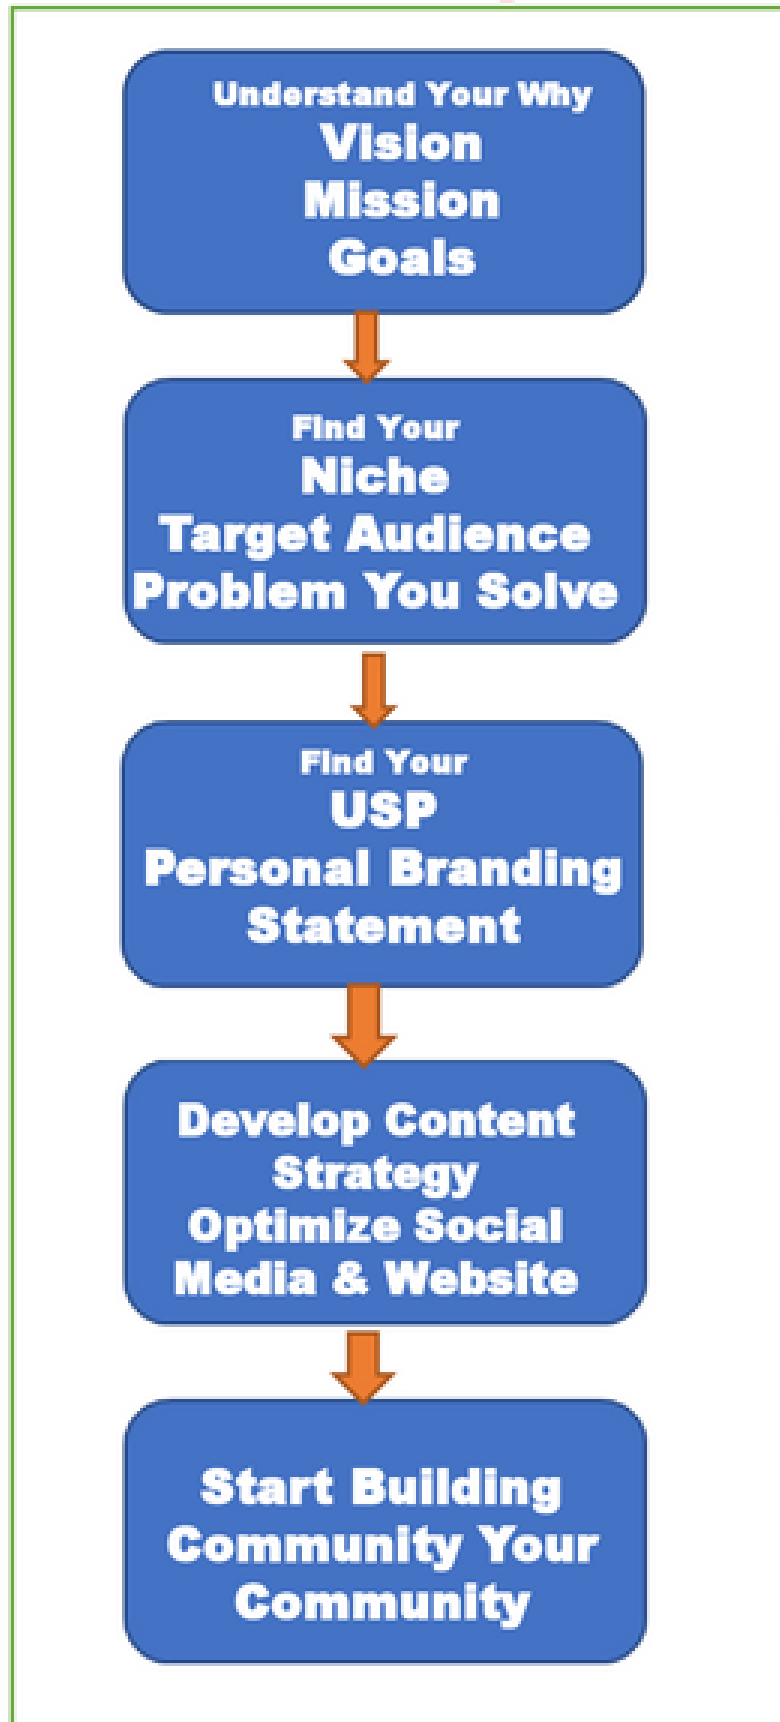 Understand Your Why
Vision
Mission
Goals
Find Your
Niche
Target Audience
Problem You Solve
Find Your
USP
Personal Branding
Statement
Develop Content
Strategy
Optimize Social
Media & Website
Start Building
Community Your
Community